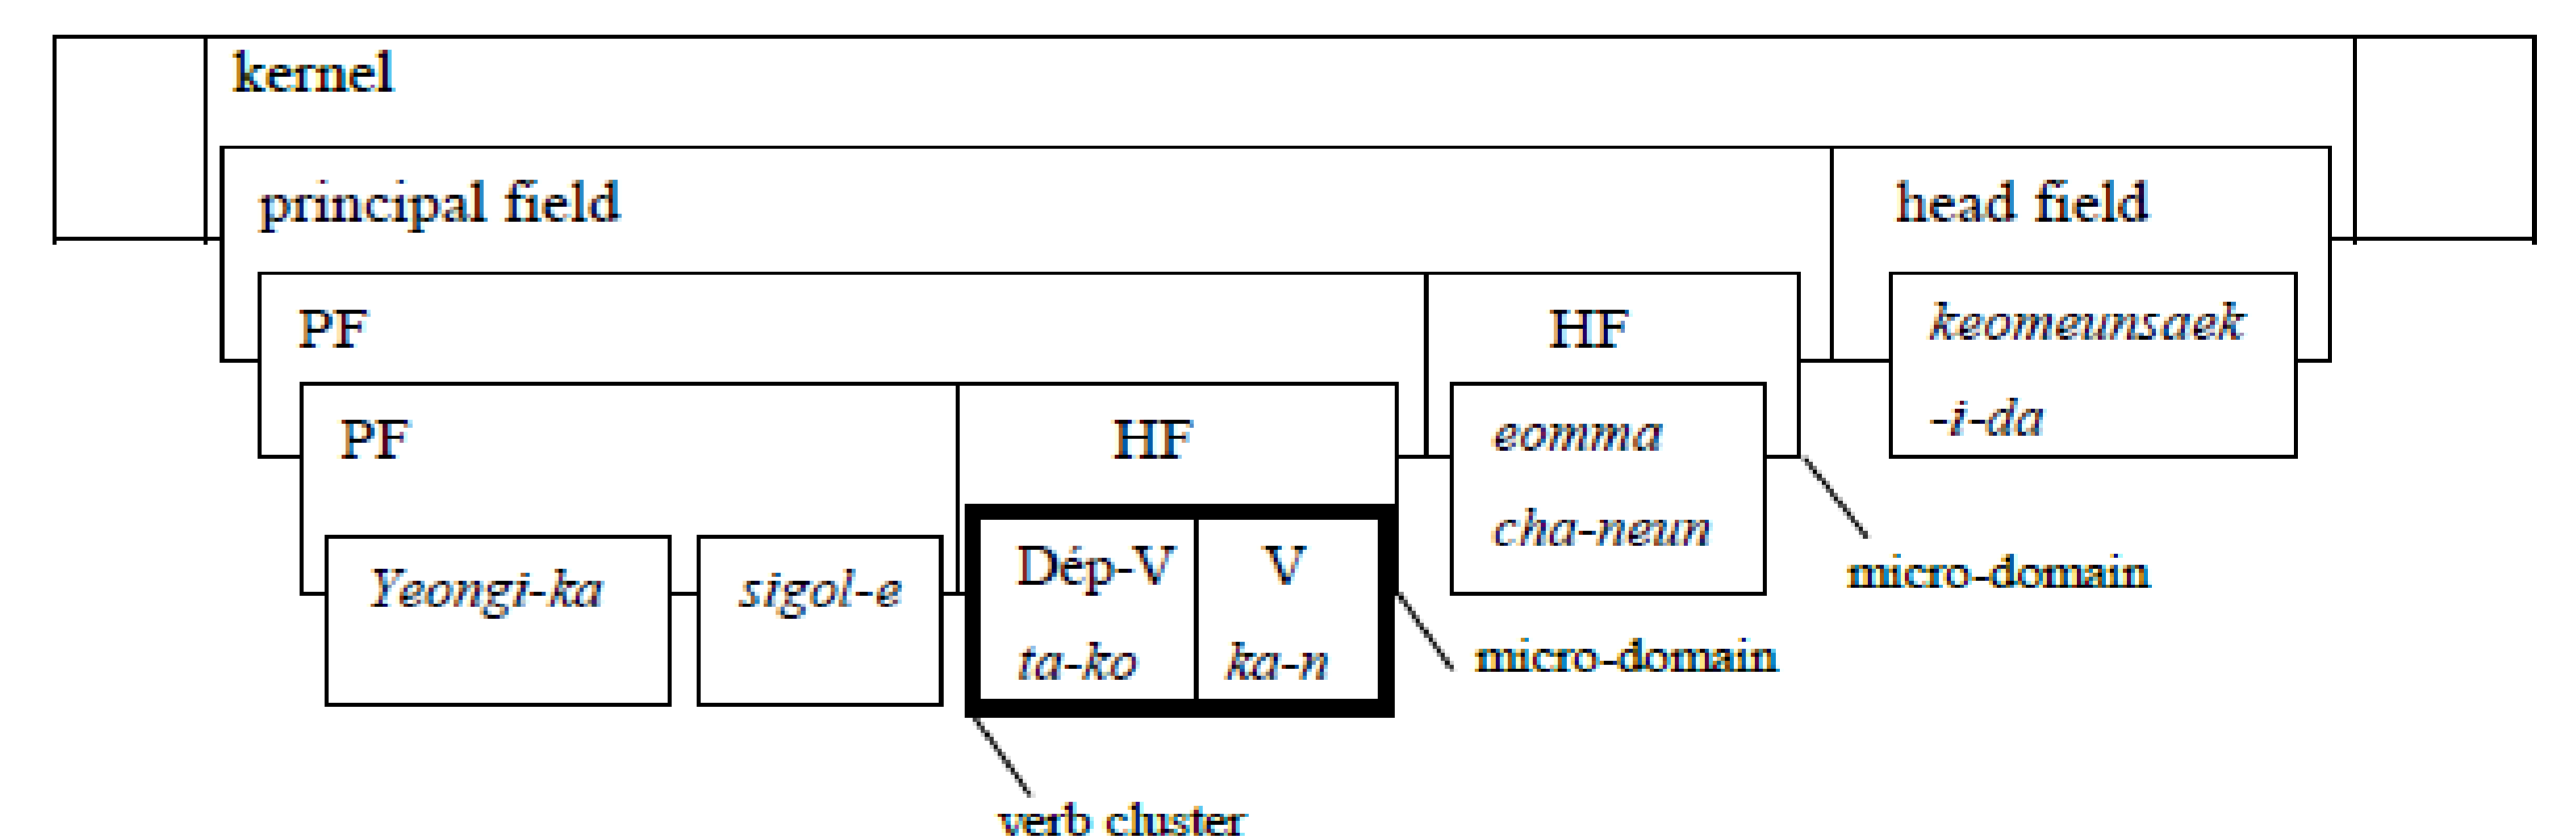 kernel
principal field
head field
PF
HF
keomeunsaek
-i-da
PF
HF
eomma
cha-neun
Yeongi-ka
sigol-e
Dép-V
V
ta-ko
ka-n
micro-domain
micro-domain
verb cluster